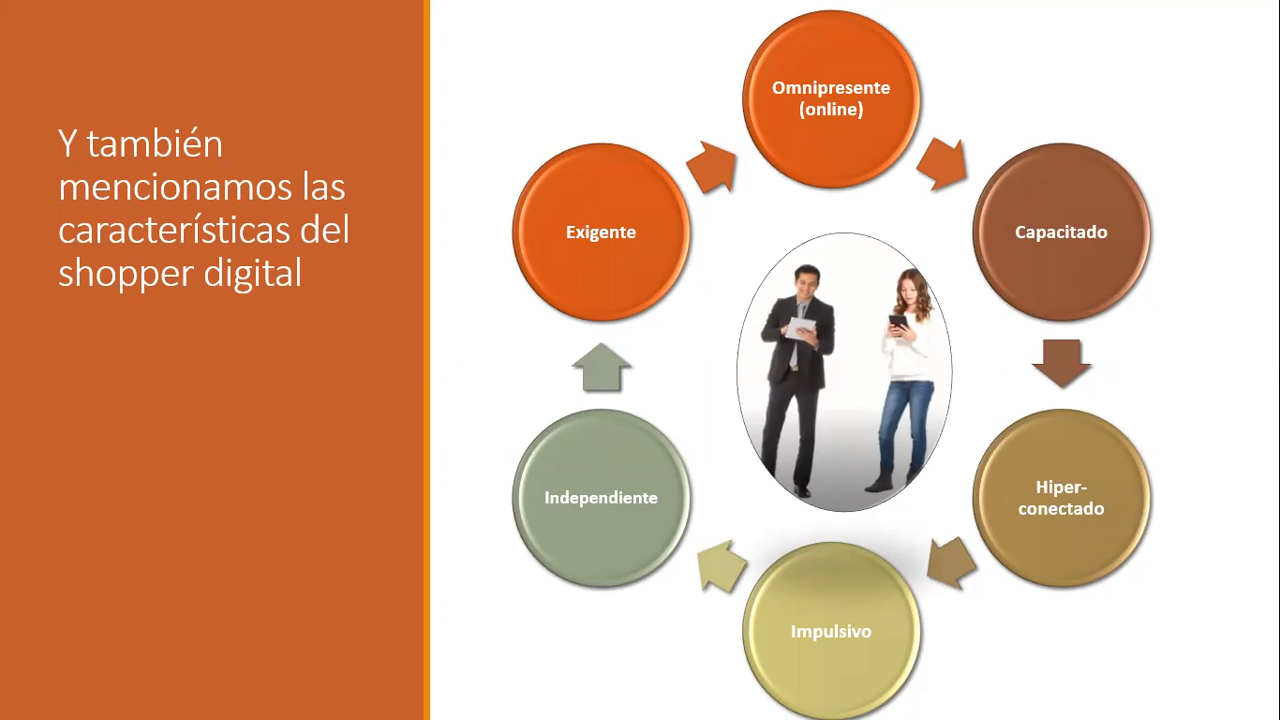 Y también
mencionamos las
características del
shopper digital
Omnipresente
(online)
Capacitado
Hiper-
conectado
Impulsivo
Independiente
Exigente